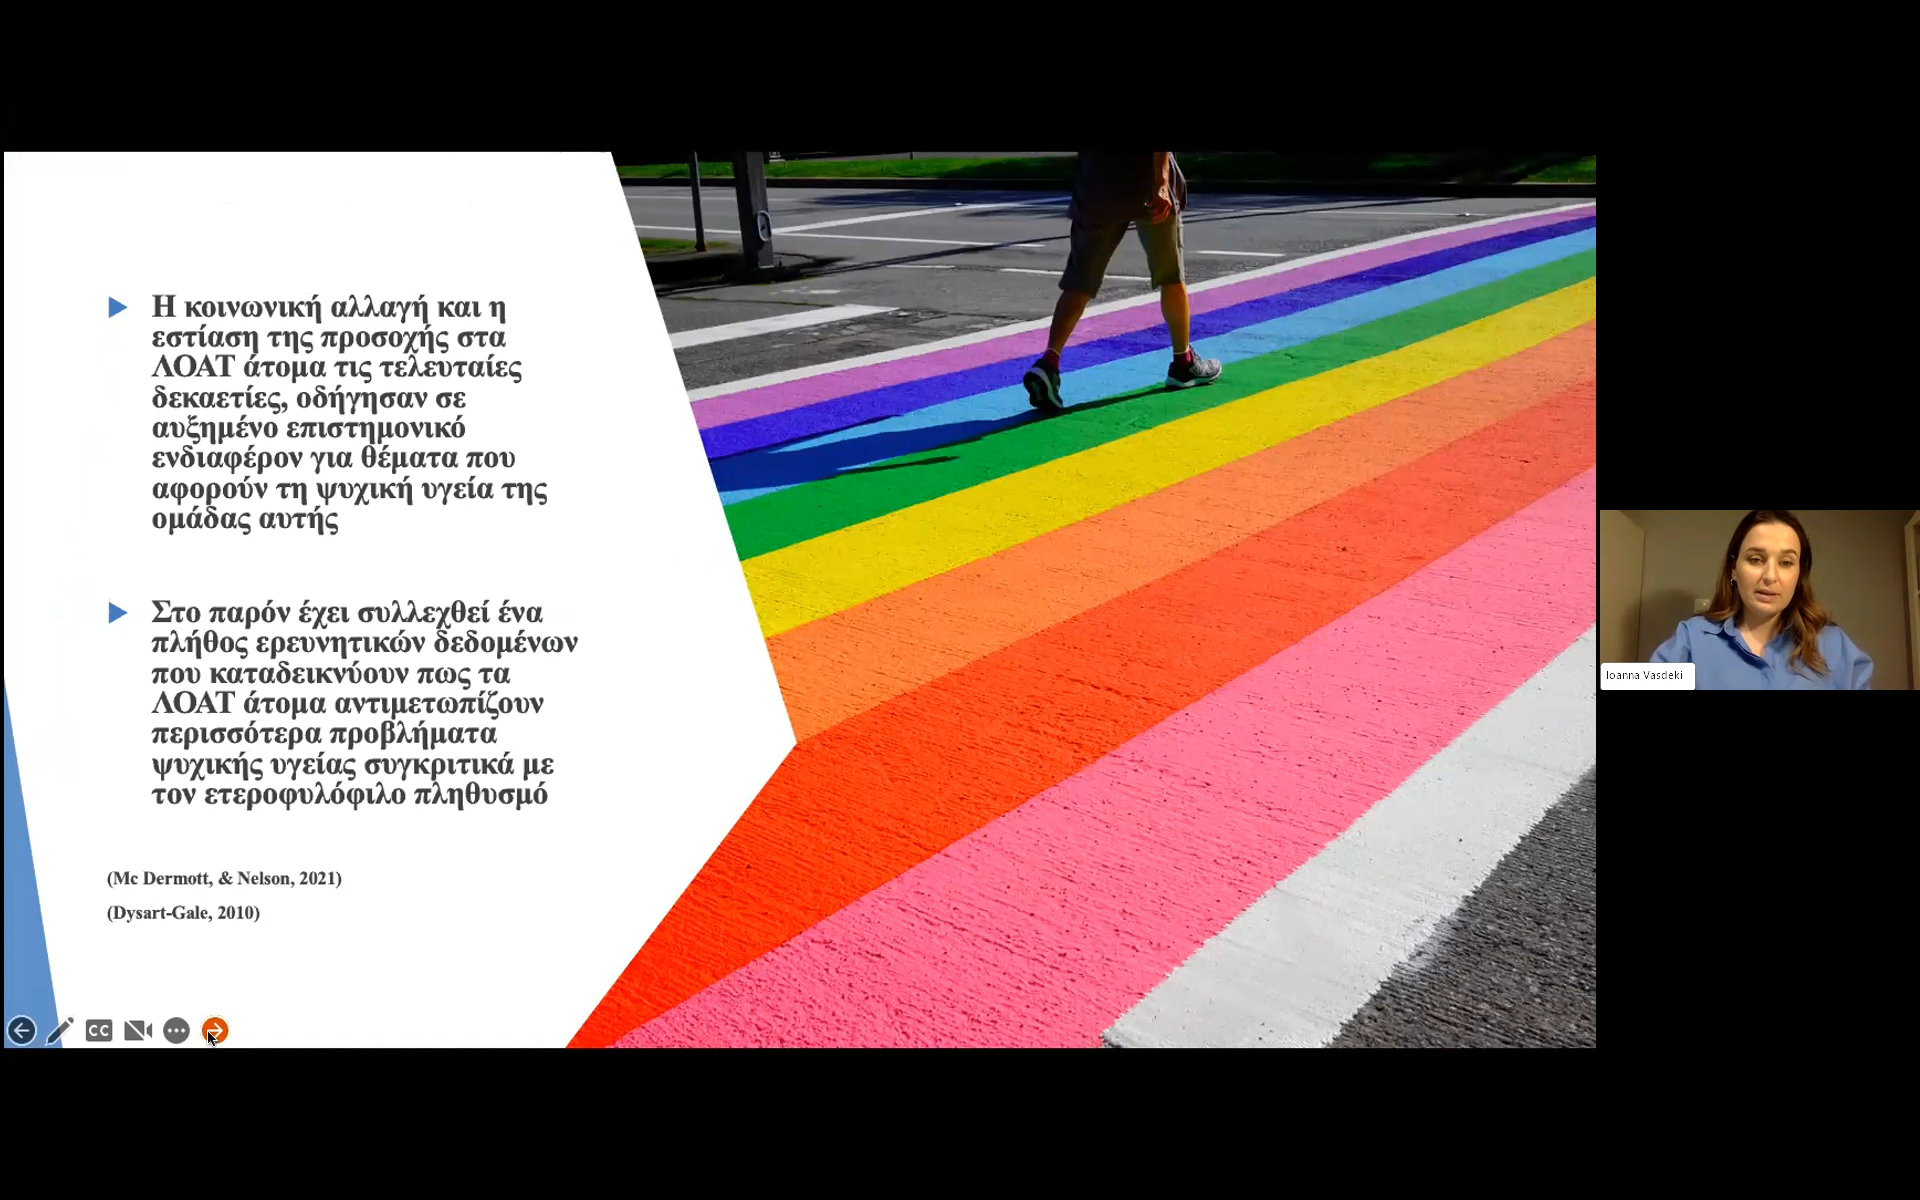 Η κοινωνική αλλαγή και η
εστίαση της προσοχής στα
ΛΟΑΤ άτομα τις τελευταίες
δεκαετίες, οδήγησαν σε
αυξημένο επιστημονικό
ενδιαφέρον για θέματα που
αφορούν τη ψυχική υγεία της
ομάδας αυτής
Στο παρόν έχει συλλεχθεί ένα
πλήθος ερευνητικών δεδομένων
που καταδεικνύουν πως τα
ΛΟΑΤ άτομα αντιμετωπίζουν
περισσότερα προβλήματα
ψυχικής υγείας συγκριτικά με
τον ετεροφυλόφιλο πληθυσμό
(Mc Dermott, & Nelson, 2021)
(Dysart-Gale, 2010)
CC
Ioanna Vasdeki